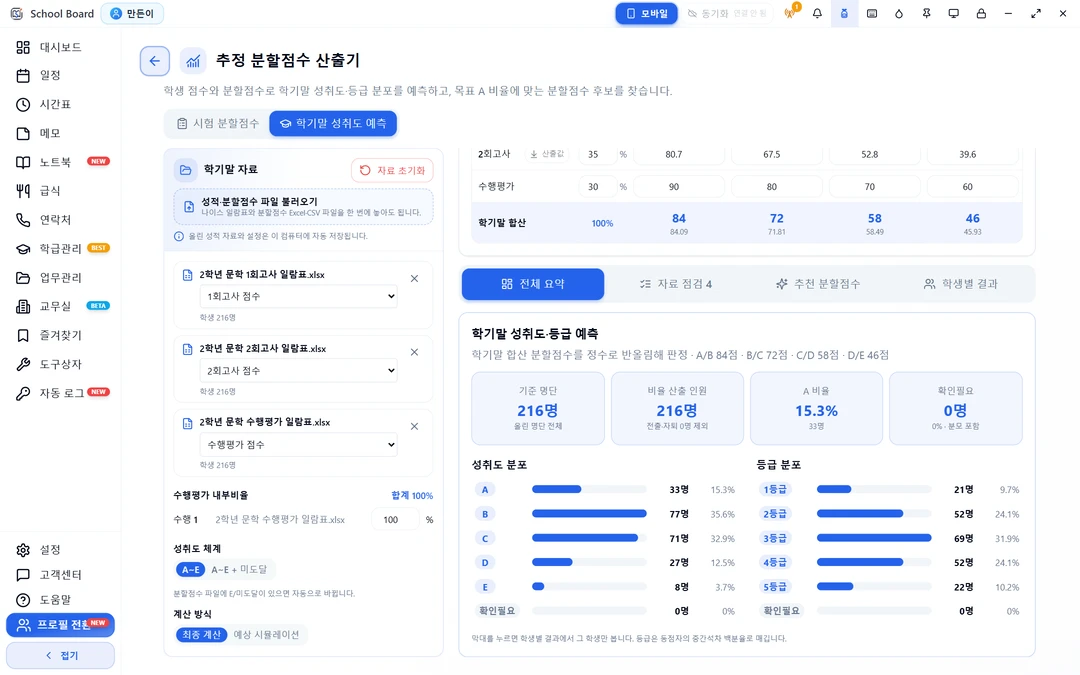 School Board
만든이
모바일
동기화 연결 안 됨
1
대시보드
일정
시간표
메모
노트북 NEW
급식
연락처
학급관리 BEST
업무관리
교무실 BETA
즐겨찾기
도구상자
자동 로그 NEW
설정
고객센터
도움말
프로필 전환 NEW
접기
추정 분할점수 산출기
학생 점수와 분할점수로 학기말 성취도·등급 분포를 예측하고, 목표 A 비율에 맞는 분할점수 후보를 찾습니다.
시험 분할점수
학기말 성취도 예측
학기말 자료
자료 초기화
성적·분할점수 파일 불러오기
나이스 일람표와 분할점수 Excel·CSV 파일을 한 번에 놓아도 됩니다.
올린 성적 자료와 설정은 이 컴퓨터에 자동 저장됩니다.
2학년 문학 1회고사 일람표.xlsx
1회고사 점수
학생 216명
2학년 문학 2회고사 일람표.xlsx
2회고사 점수
학생 216명
2학년 문학 수행평가 일람표.xlsx
수행평가 점수
학생 216명
수행평가 내부비율 합계 100%
수행 1 2학년 문학 수행평가 일람표.xlsx 100 %
성취도 체계
A~E A~E + 미도달
분할점수 파일에 E/미도달이 있으면 자동으로 바뀝니다.
계산 방식
최종 계산 예상 시뮬레이션
2회고사 산출값 35 % 80.7 67.5 52.8 39.6
수행평가 30 % 90 80 70 60
학기말 합산 100% 84 72 58 46
84.09 71.81 58.49 45.93
전체 요약
자료 점검 4
추천 분할점수
학생별 결과
학기말 성취도·등급 예측
학기말 합산 분할점수를 정수로 반올림해 판정 · A/B 84점 · B/C 72점 · C/D 58점 · D/E 46점
기준 명단
216명
올린 명단 전체
비율 산출 인원
216명
전출·자퇴 0명 제외
A 비율
15.3%
33명
확인필요
0명
0% · 분모 포함
성취도 분포
A 33명 15.3%
B 77명 35.6%
C 71명 32.9%
D 27명 12.5%
E 8명 3.7%
확인필요 0명 0%
등급 분포
1등급 21명 9.7%
2등급 52명 24.1%
3등급 69명 31.9%
4등급 52명 24.1%
5등급 22명 10.2%
확인필요 0명 0%
막대를 누르면 학생별 결과에서 그 학생만 봅니다. 등급은 동점자의 중간석차 백분율로 매깁니다.